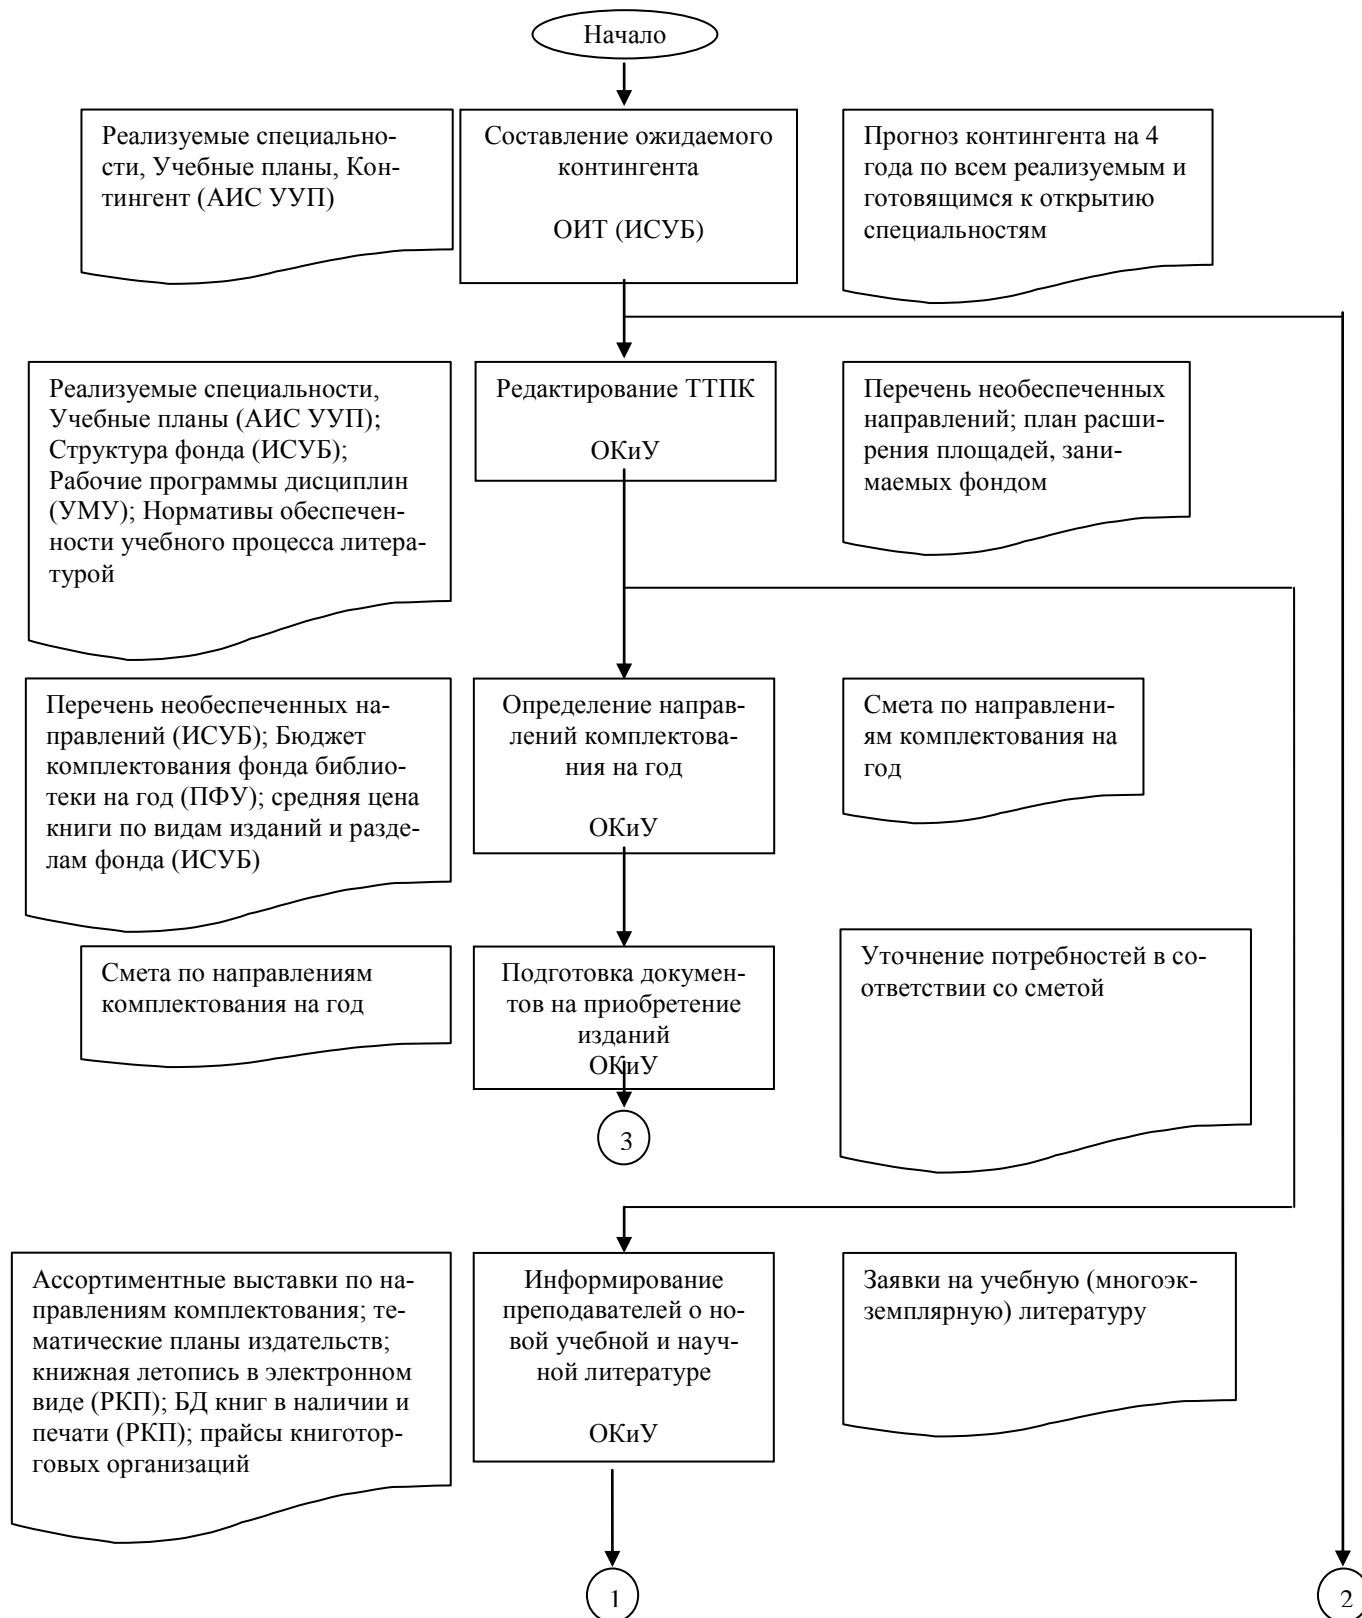 Начало
Реализуемые специально-
сти, Учебные планы, Кон-
тингент (АИС УУП)
Составление ожидаемого
контингента
ОИТ (ИСУБ)
Прогноз контингента на 4
года по всем реализуемым и
готовящимся к открытию
специальностям
Реализуемые специальности,
Учебные планы (АИС УУП);
Структура фонда (ИСУБ);
Рабочие программы дисциплин
(УМУ); Нормативы обеспечен-
ности учебного процесса литера-
турой
Редактирование ТТПК
ОКиУ
Перечень необеспеченных
направлений; план расши-
рения площадей, зани-
маемых фондом
Перечень необеспеченных на-
правлений (ИСУБ); Бюджет
комплектования фонда библио-
теки на год (ПФУ); средняя цена
книги по видам изданий и разде-
лам фонда (ИСУБ)
Определение направ-
лений комплектова-
ния на год
ОКиУ
Смета по направлени-
ям комплектования на
год
Смета по направлениям
комплектования на год
Подготовка докумен-
тов на приобретение
изданий
ОКиУ
Уточнение потребностей в со-
ответствии со сметой
3
Ассортиментные выставки по на-
правлениям комплектования; те-
матические планы издательств;
книжная летопись в электронном
виде (РКП); БД книг в наличии и
печати (РКП); прайсы книготор-
говых организаций
Информирование
преподавателей о но-
вой учебной и науч-
ной литературе
ОКиУ
Заявки на учебную (многоэк-
земплярную) литературу
1
2